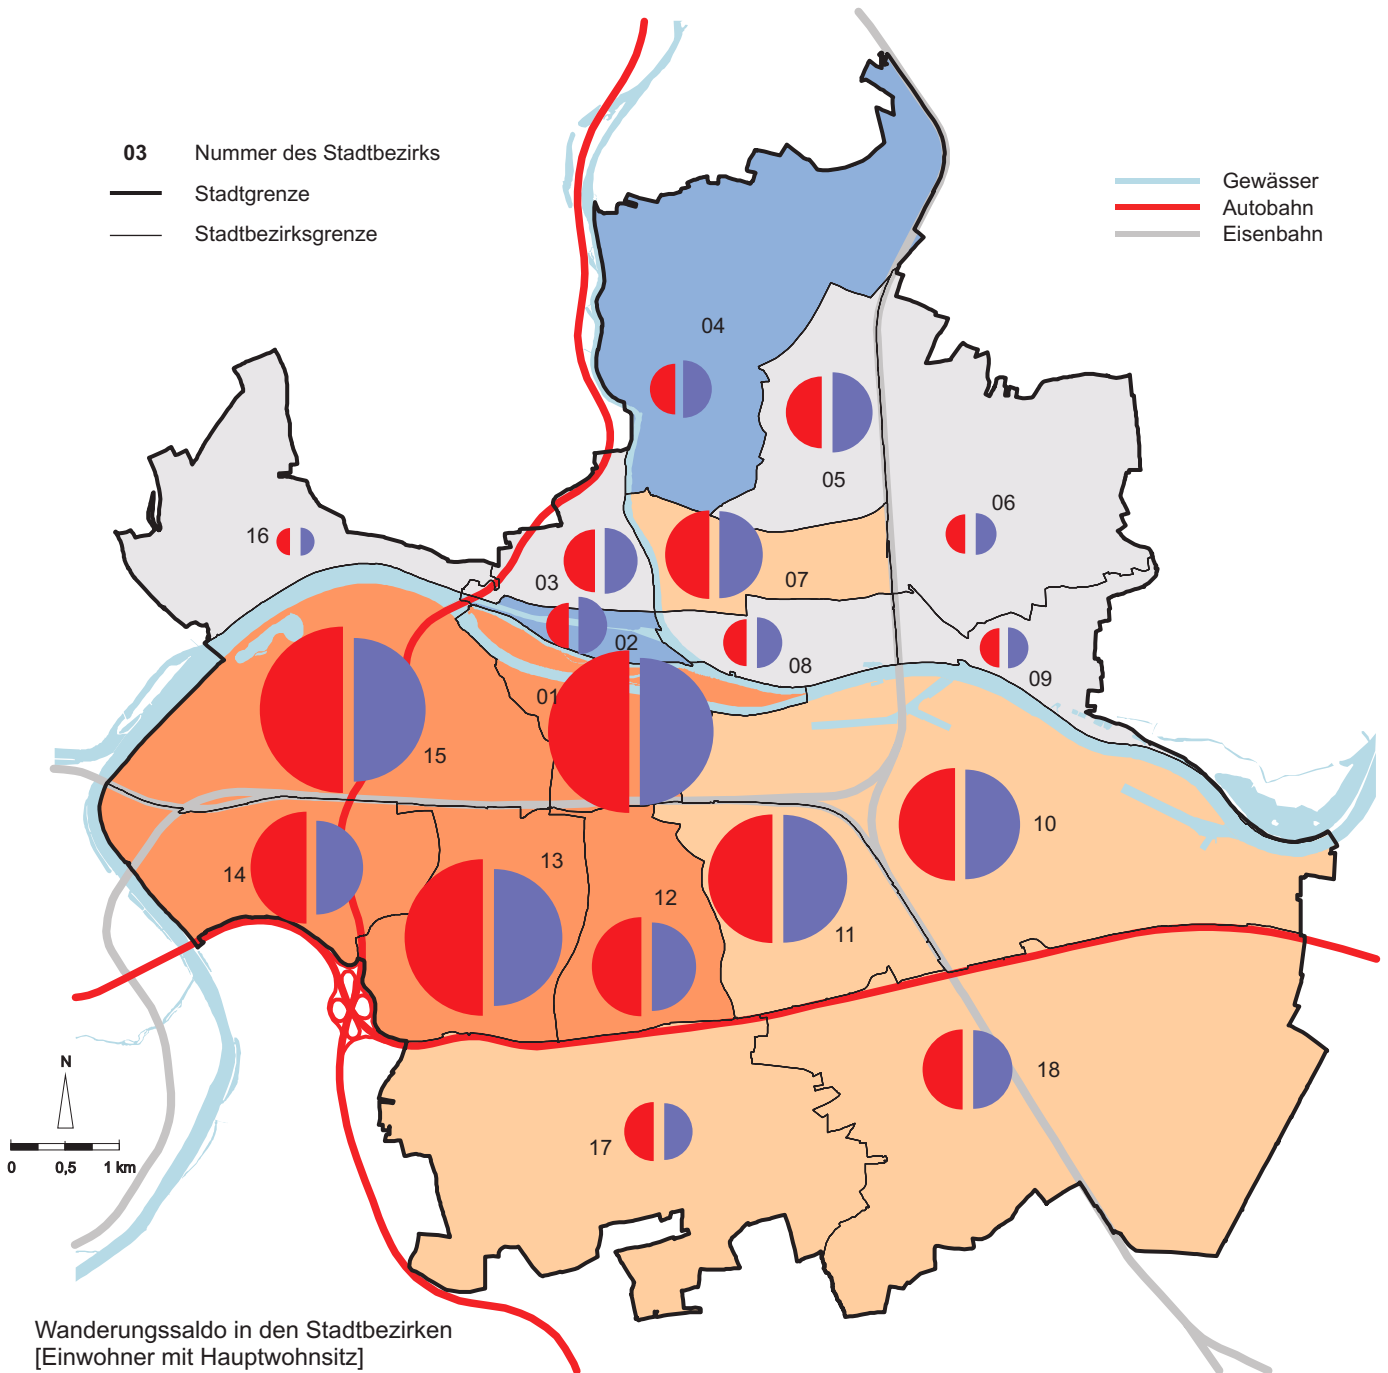 03 Nummer des Stadtbezirks
Stadtgrenze
Stadtbezirksgrenze
Gewässer
Autobahn
Eisenbahn
04
05
06
16
03
07
02
08
09
01
15
10
13
14
12
11
18
17
N
0 0,5 1 km
Wanderungssaldo in den Stadtbezirken
[Einwohner mit Hauptwohnsitz]